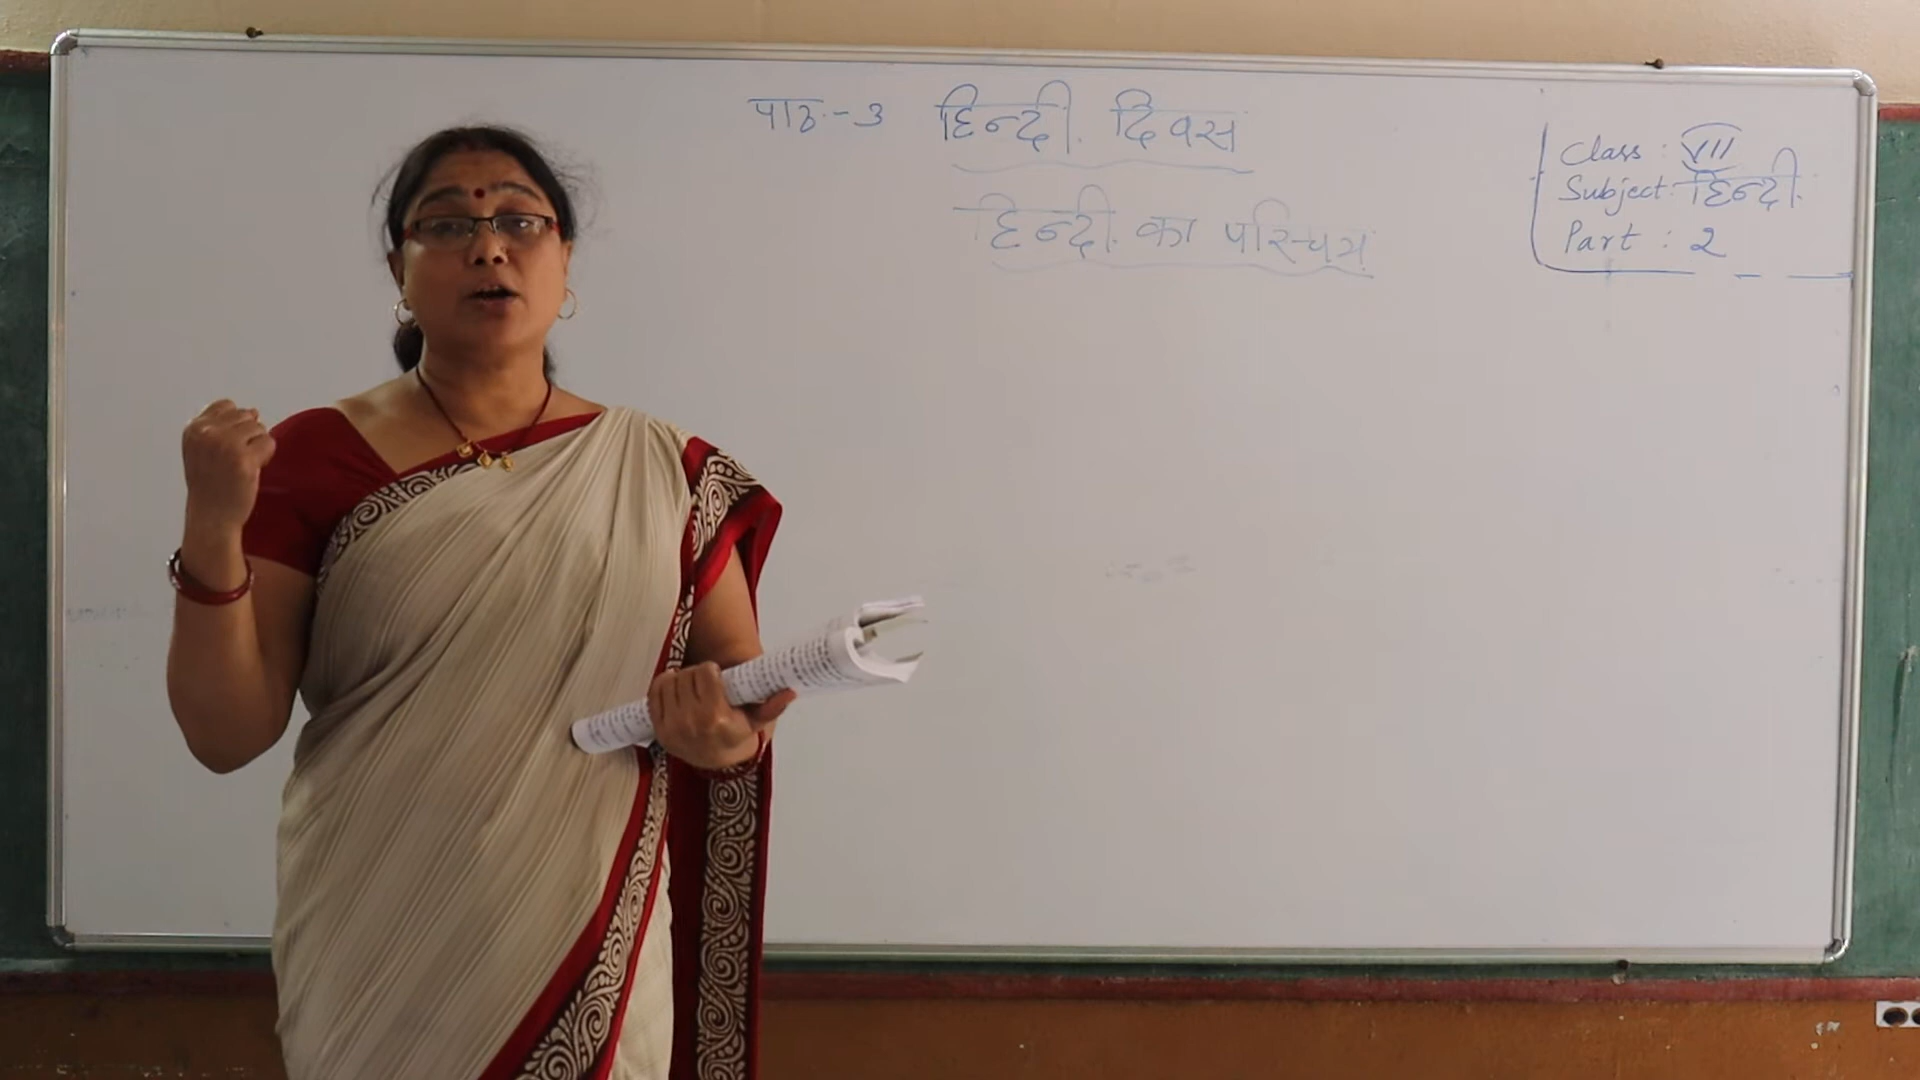 पाठ-3 हिन्दी दिवस
हिन्दी का परिचय
Class : VII
Subject: हिन्दी
Part : 2